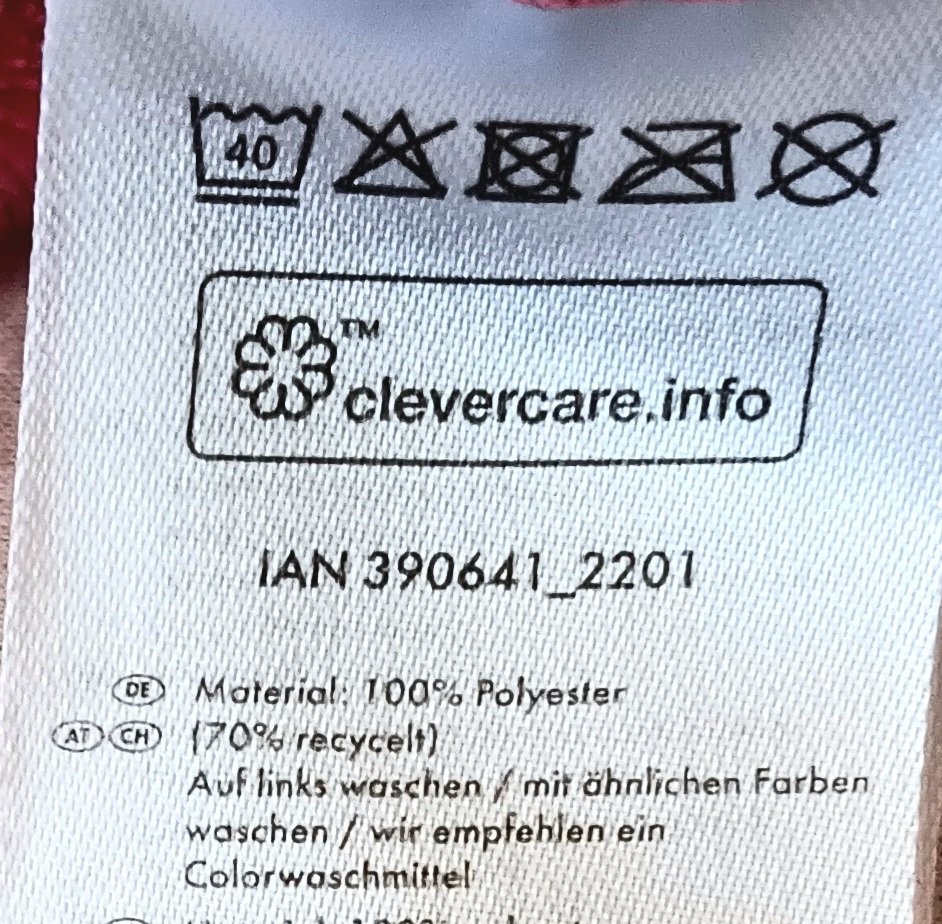 40
TM
clevercare.info
IAN 390641_2201
DE Material: 100% Polyester
AT CH (70% recycelt)
Auf links waschen / mit ähnlichen Farben
waschen / wir empfehlen ein
Colorwaschmittel